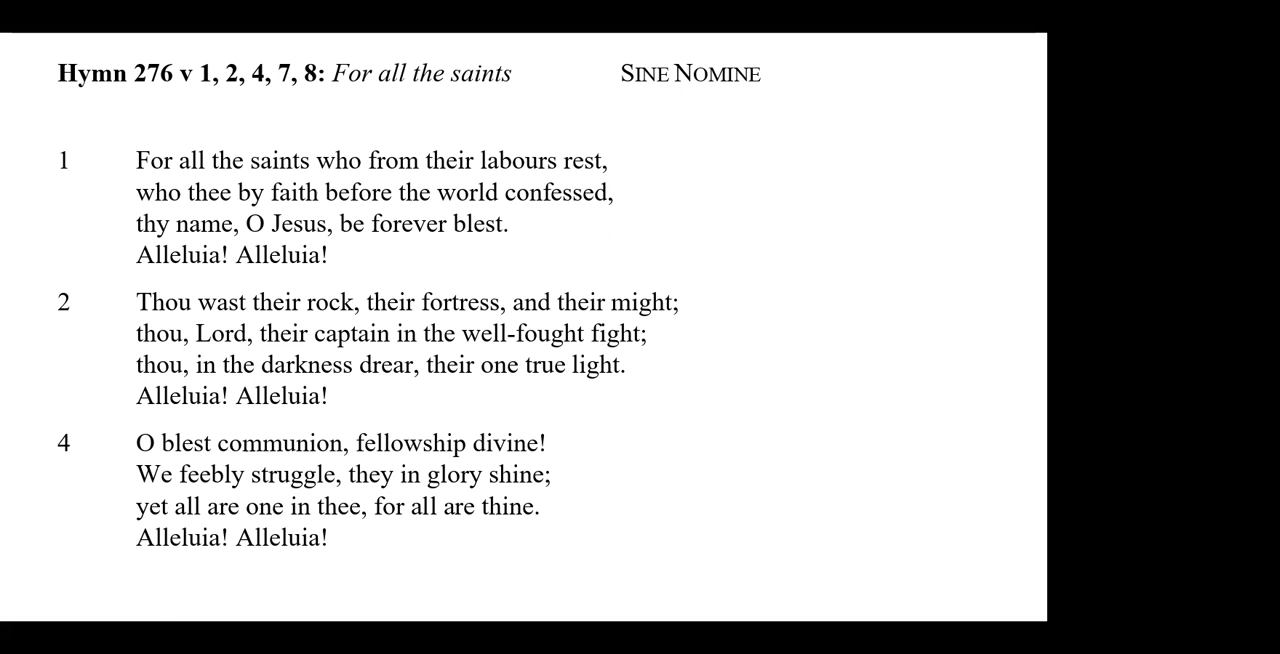 Hymn 276 v 1, 2, 4, 7, 8: For all the saints SINE NOMINE
1 For all the saints who from their labours rest,
who thee by faith before the world confessed,
thy name, O Jesus, be forever blest.
Alleluia! Alleluia!
2 Thou wast their rock, their fortress, and their might;
thou, Lord, their captain in the well-fought fight;
thou, in the darkness drear, their one true light.
Alleluia! Alleluia!
4 O blest communion, fellowship divine!
We feebly struggle, they in glory shine;
yet all are one in thee, for all are thine.
Alleluia! Alleluia!